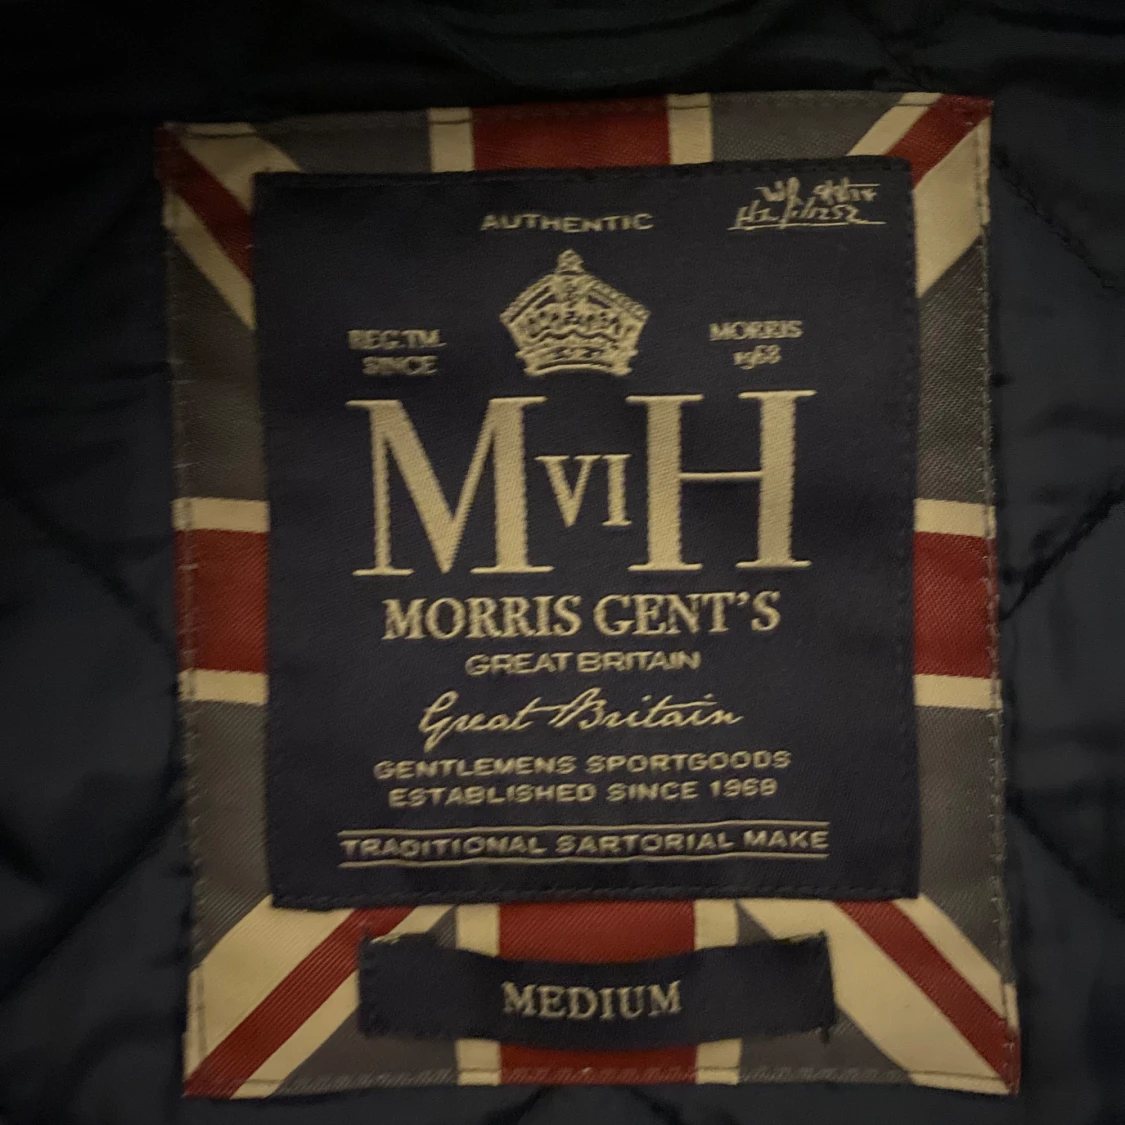 AUTHENTIC
REG.TM.
SINCE
MORRIS
1968
MVIH
MORRIS GENT'S
GREAT BRITAIN
Great Britain
GENTLEMENS SPORTGOODS
ESTABLISHED SINCE 1968
TRADITIONAL SARTORIAL MAKE
MEDIUM